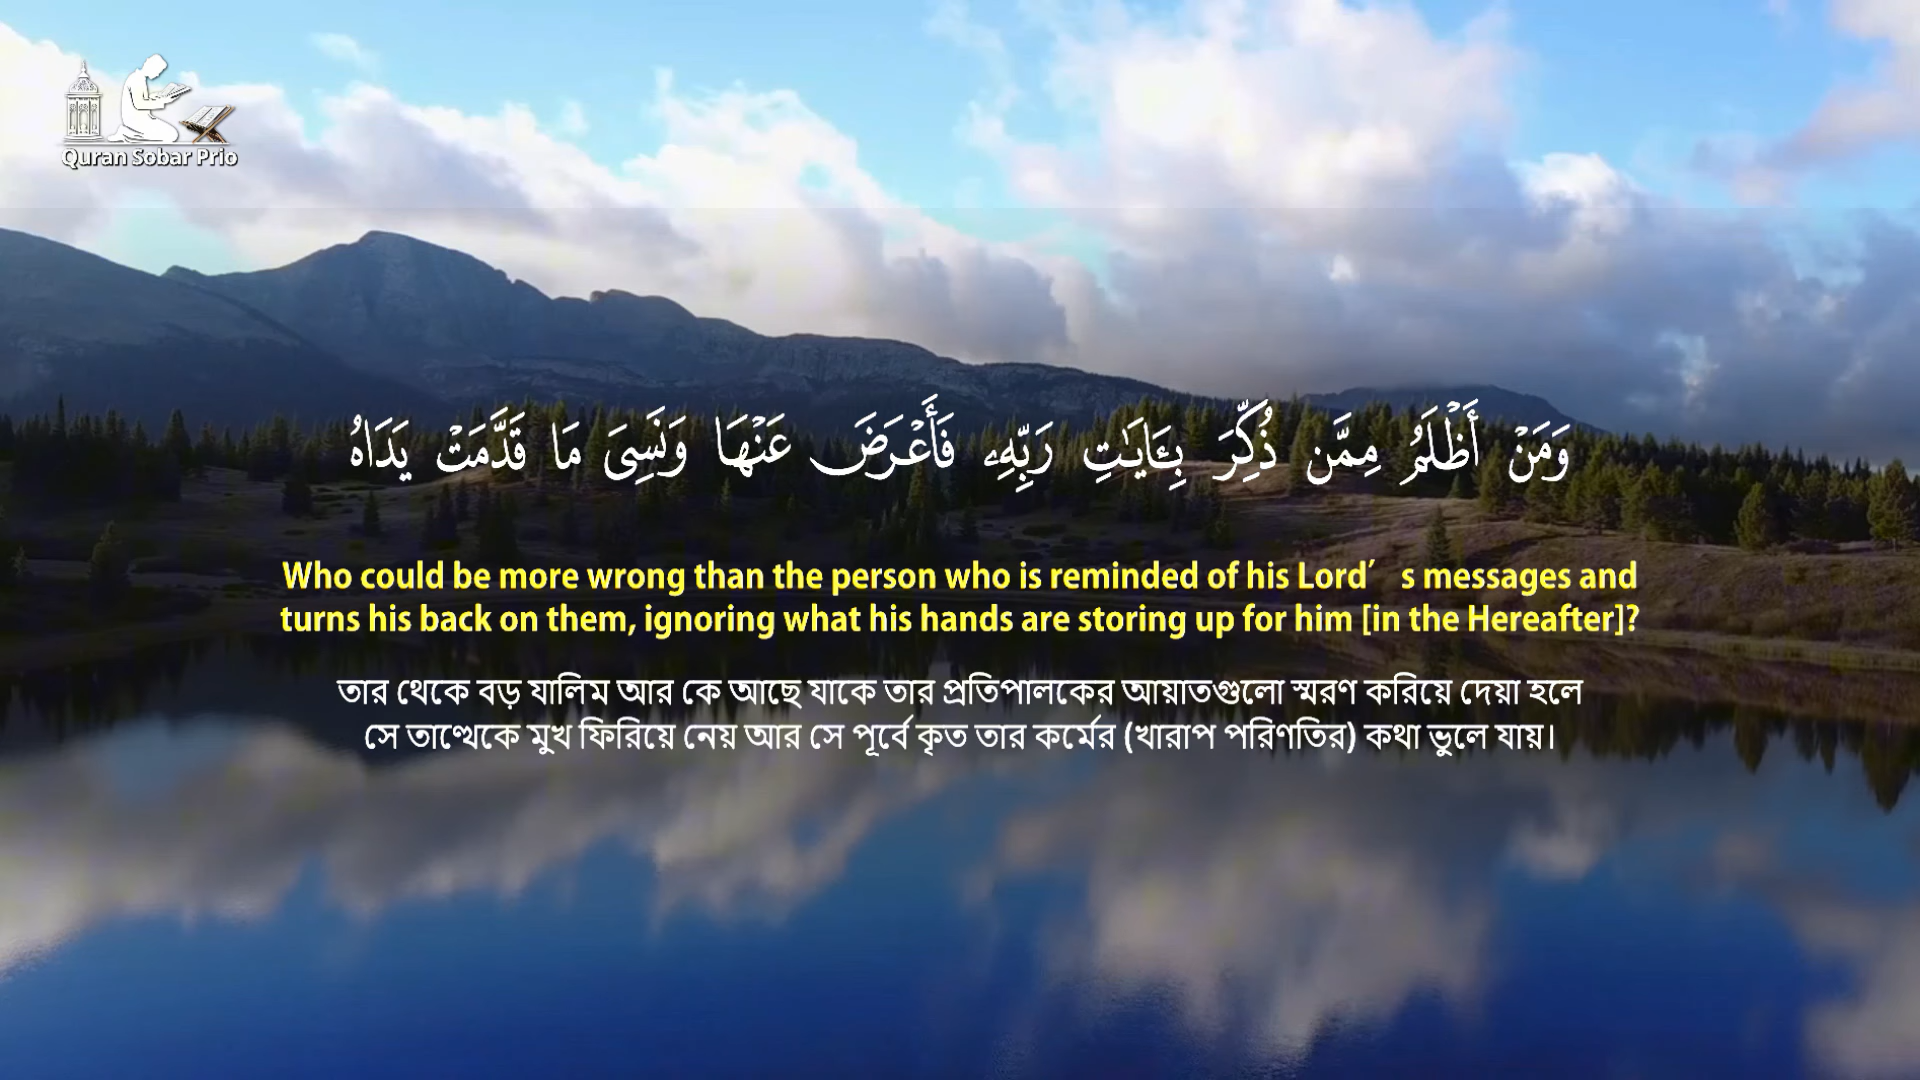 Quran Sobar Prio
وَمَنْ أَظْلَمُ مِمَّن ذُكِّرَ بِـَٔايَـٰتِ رَبِّهِۦ فَأَعْرَضَ عَنْهَا وَنَسِىَ مَا قَدَّمَتْ يَدَاهُ
Who could be more wrong than the person who is reminded of his Lord′ s messages and
turns his back on them, ignoring what his hands are storing up for him [in the Hereafter]?
তার থেকে বড় যালিম আর কে আছে যাকে তার প্রতিপালকের আয়াতগুলো স্মরণ করিয়ে দেয়া হলে
সে তাত্থেকে মুখ ফিরিয়ে নেয় আর সে পূর্বে কৃত তার কর্মের (খারাপ পরিণতির) কথা ভুলে যায়।